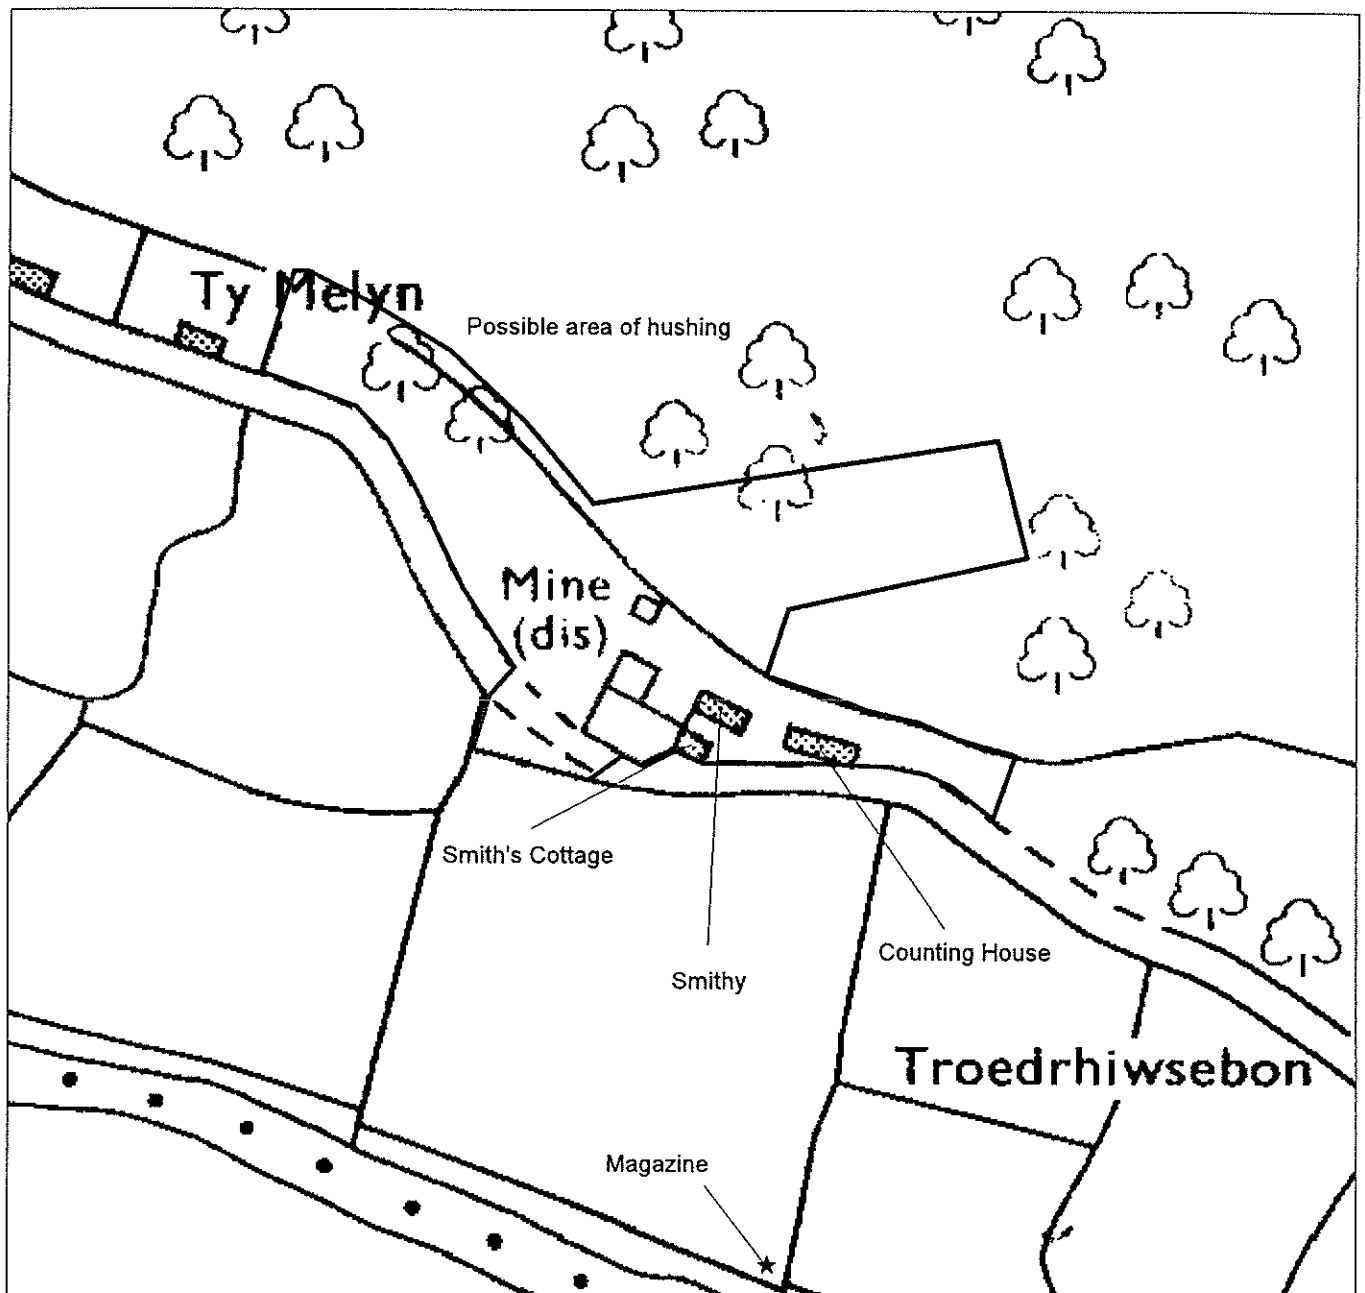 Ty Melyn
Possible area of hushing
Mine
(dis)
Smith's Cottage
Smithy
Counting House
Troedrhiwsebon
Magazine